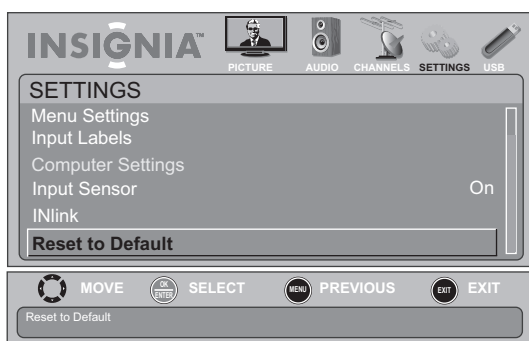 INSIGNIA™
PICTURE AUDIO CHANNELS SETTINGS USB
SETTINGS
Menu Settings
Input Labels
Computer Settings
Input Sensor On
INlink
Reset to Default
MOVE OK ENTER SELECT MENU PREVIOUS EXIT EXIT
Reset to Default